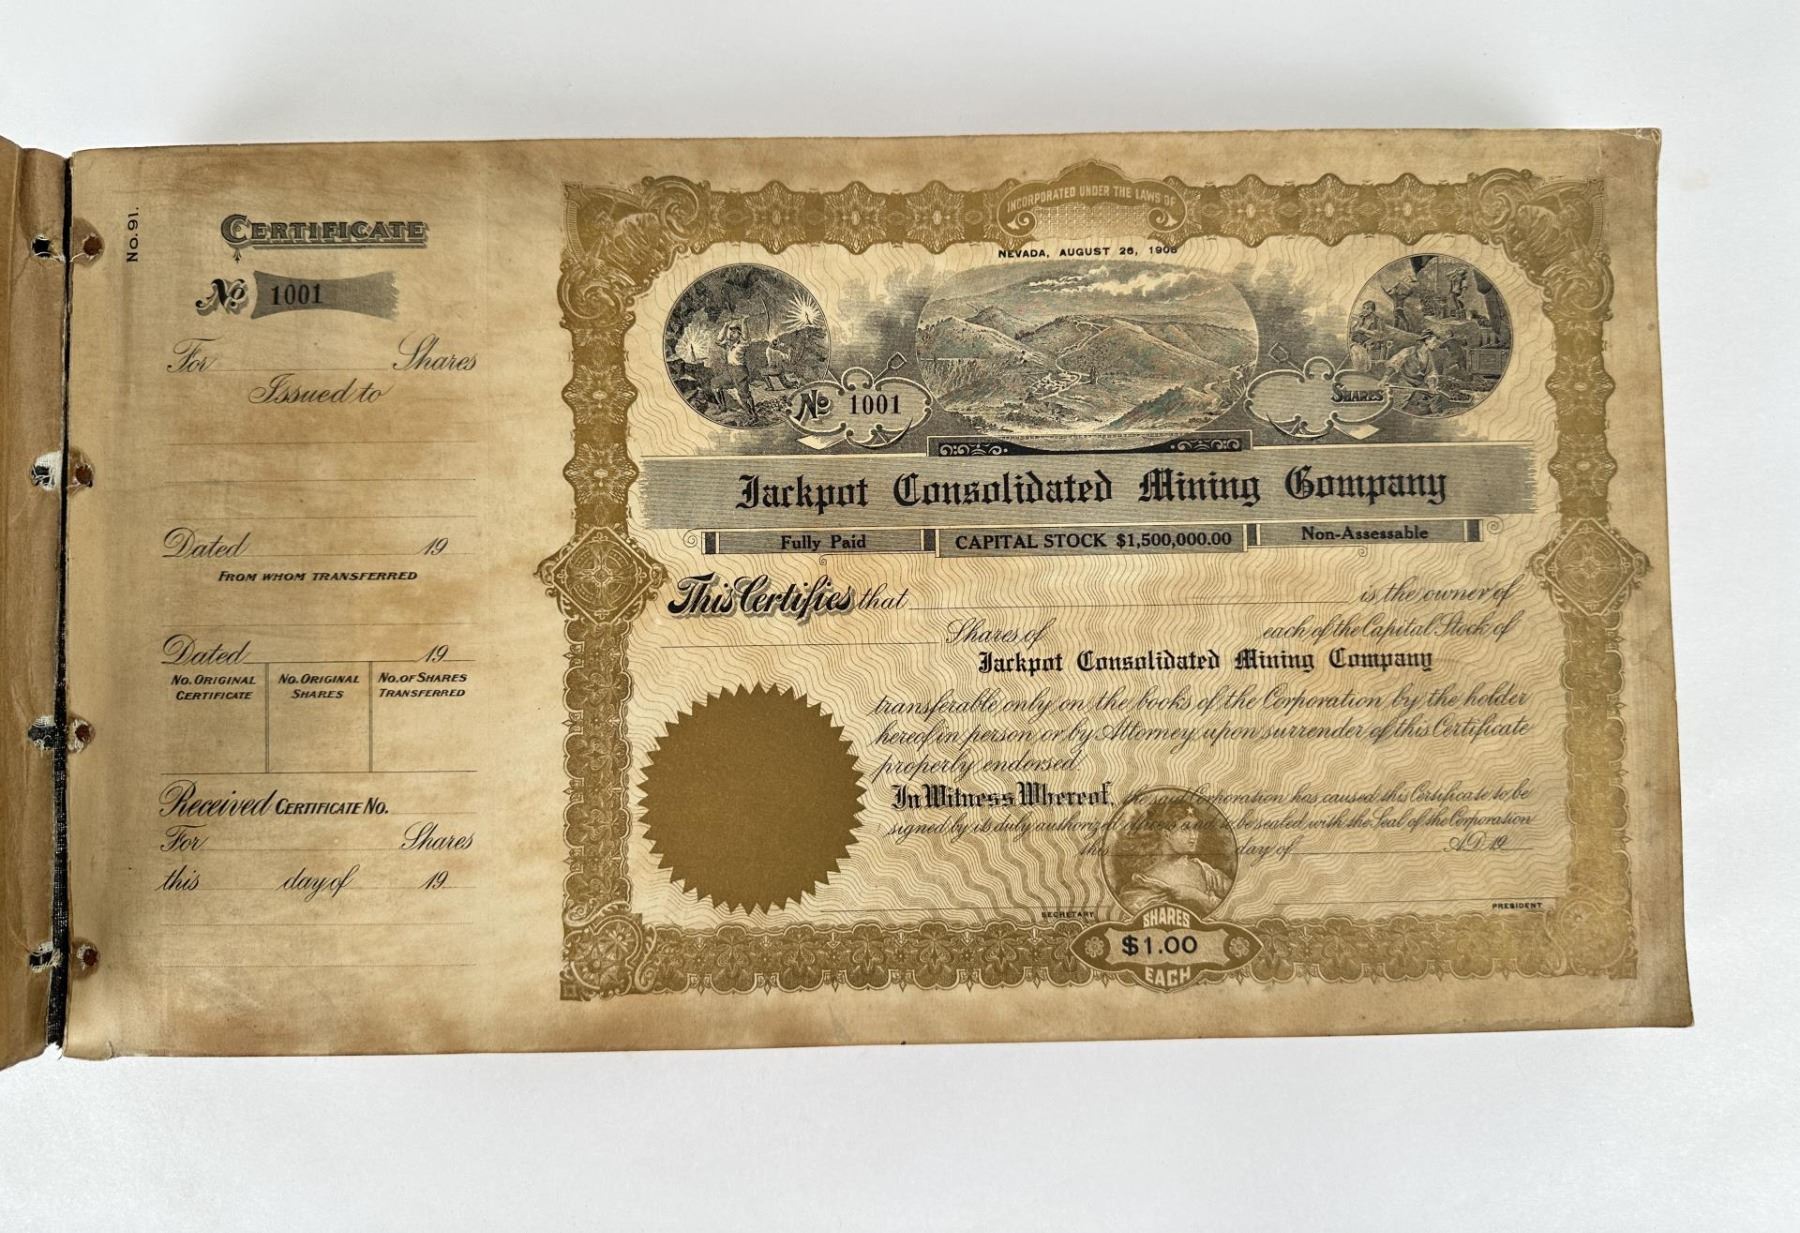 No. 91.
CERTIFICATE
No 1001
For Shares
Issued to
Dated 19
FROM WHOM TRANSFERRED
Dated 19
No. ORIGINAL CERTIFICATE No. ORIGINAL SHARES No. OF SHARES TRANSFERRED
Received CERTIFICATE No.
For Shares
this day of 19
INCORPORATED UNDER THE LAWS OF
NEVADA, AUGUST 26, 1906
No 1001
SHARES
Jackpot Consolidated Mining Company
Fully Paid CAPITAL STOCK $1,500,000.00 Non-Assessable
This Certifies that is the owner of
Shares of each of the Capital Stock of
Jackpot Consolidated Mining Company
transferable only on the books of the Corporation by the holder
hereof in person or by Attorney upon surrender of this Certificate
properly endorsed.
In Witness Whereof, the said Corporation has caused this Certificate to be
signed by its duly authorized officers and to be sealed with the Seal of the Corporation
this day of A.D. 19
SECRETARY PRESIDENT
SHARES
$1.00
EACH